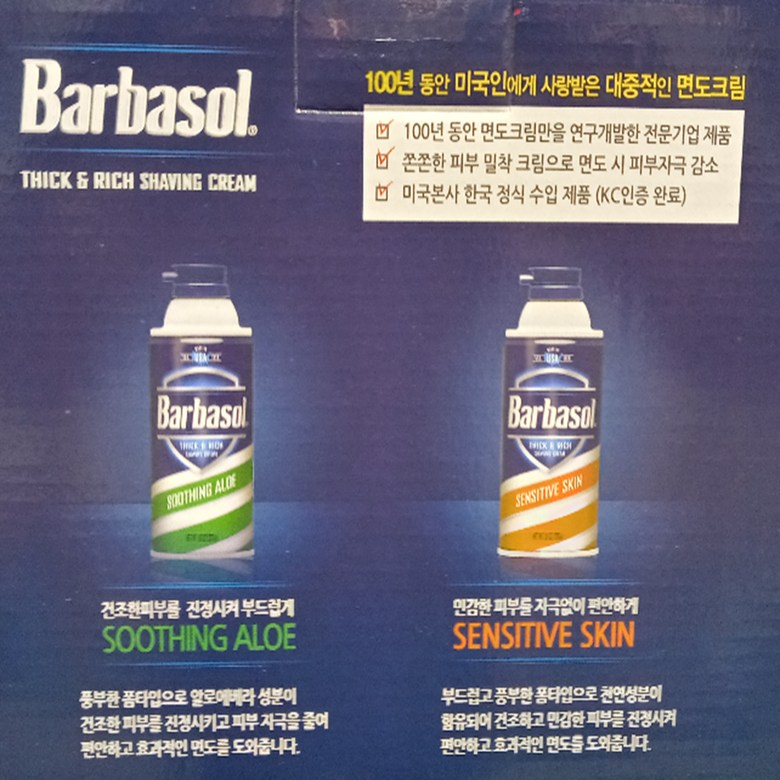 Barbasol®
THICK & RICH SHAVING CREAM
100년 동안 미국인에게 사랑받은 대중적인 면도크림
100년 동안 면도크림만을 연구개발한 전문기업 제품
쫀쫀한 피부 밀착 크림으로 면도 시 피부자극 감소
미국본사 한국 정식 수입 제품 (KC인증 완료)
Barbasol
THICK & RICH
SHAVING CREAM
SOOTHING ALOE
Barbasol
THICK & RICH
SHAVING CREAM
SENSITIVE SKIN
건조한피부를 진정시켜 부드럽게
SOOTHING ALOE
풍부한 폼타입으로 알로에베라 성분이
건조한 피부를 진정시키고 피부 자극을 줄여
편안하고 효과적인 면도를 도와줍니다.
민감한 피부를 자극없이 편안하게
SENSITIVE SKIN
부드럽고 풍부한 폼타입으로 천연성분이
함유되어 건조하고 민감한 피부를 진정시켜
편안하고 효과적인 면도를 도와줍니다.